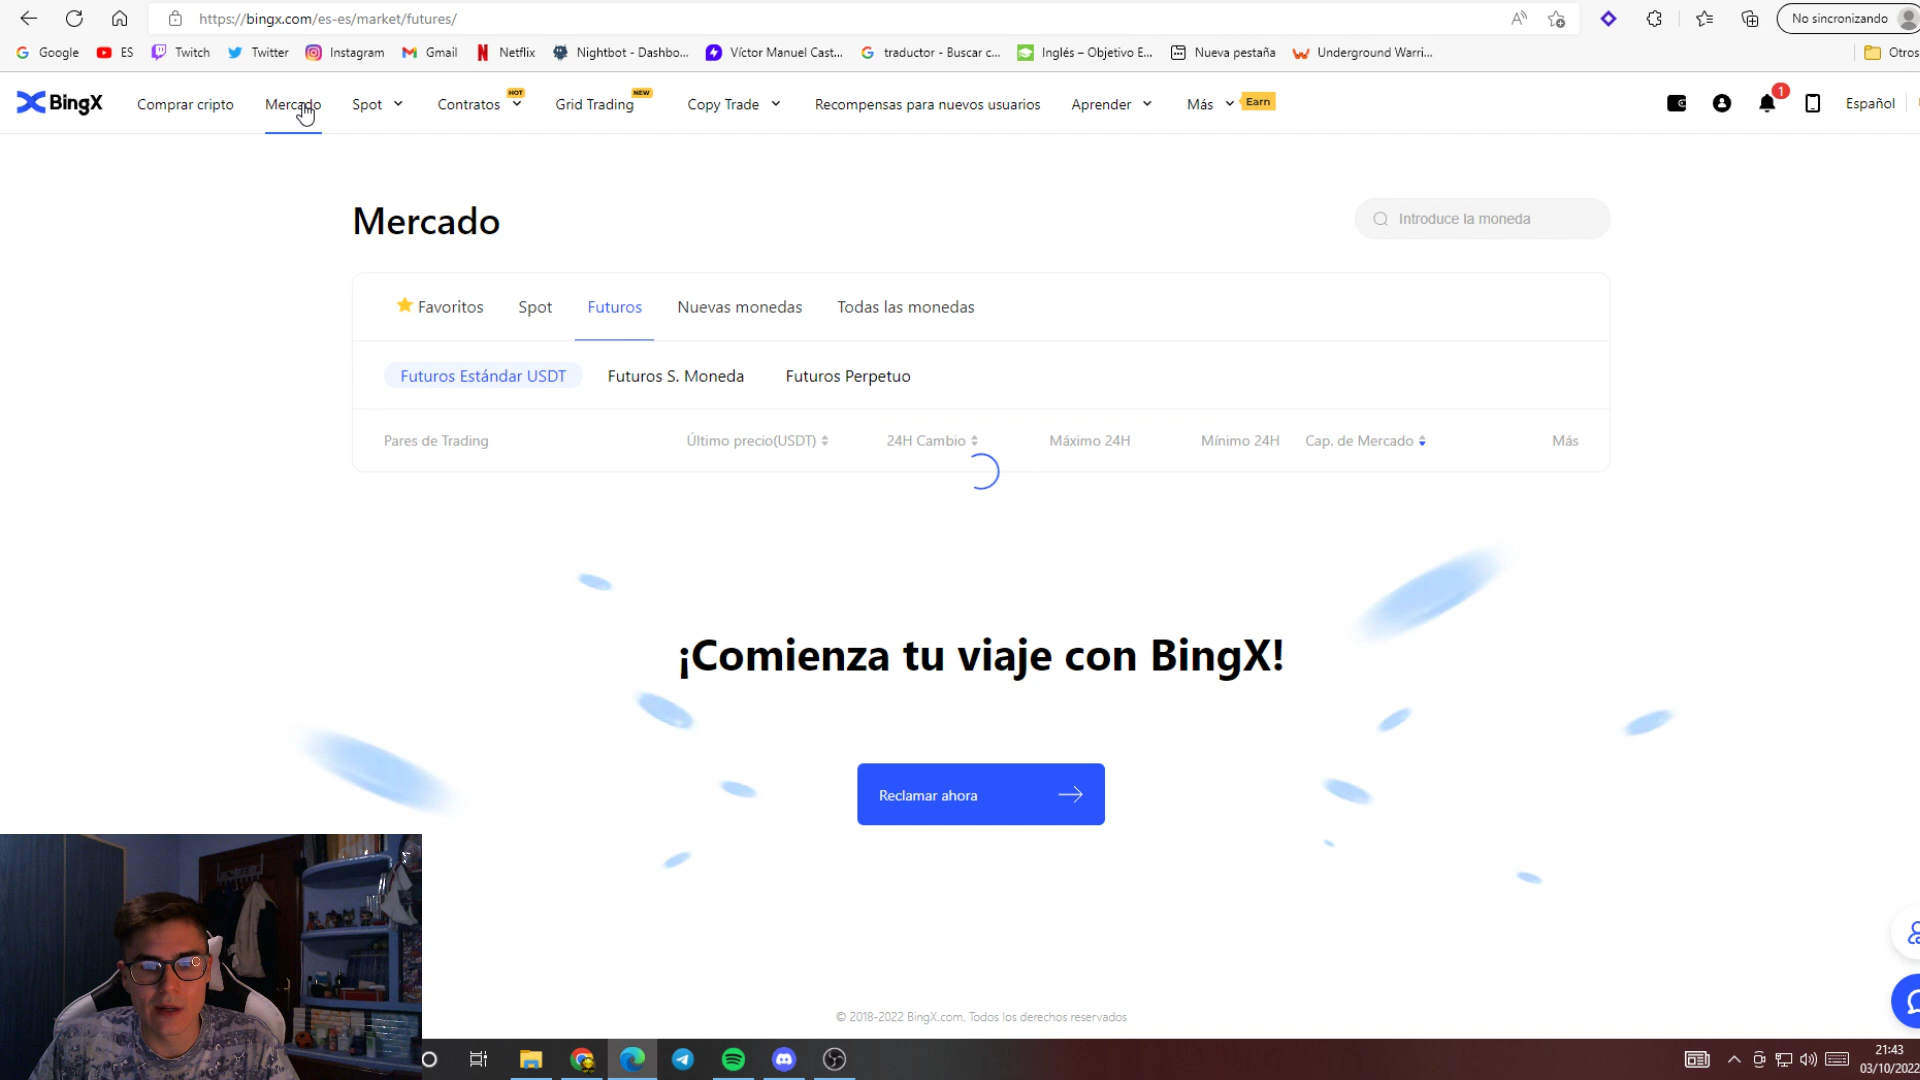 https://bingx.com/es-es/market/futures/
No sincronizando
Google ES Twitch Twitter Instagram Gmail Netflix Nightbot - Dashbo... Víctor Manuel Cast... traductor - Buscar c... Inglés – Objetivo E... Nueva pestaña Underground Warri... Otros
BingX Comprar cripto Mercado Spot Contratos HOT Grid Trading NEW Copy Trade Recompensas para nuevos usuarios Aprender Más Earn 1 Español
Mercado
Introduce la moneda
Favoritos Spot Futuros Nuevas monedas Todas las monedas
Futuros Estándar USDT Futuros S. Moneda Futuros Perpetuo
Pares de Trading Último precio(USDT) 24H Cambio Máximo 24H Mínimo 24H Cap. de Mercado Más
¡Comienza tu viaje con BingX!
Reclamar ahora
© 2018-2022 BingX.com. Todos los derechos reservados
21:43
03/10/2022